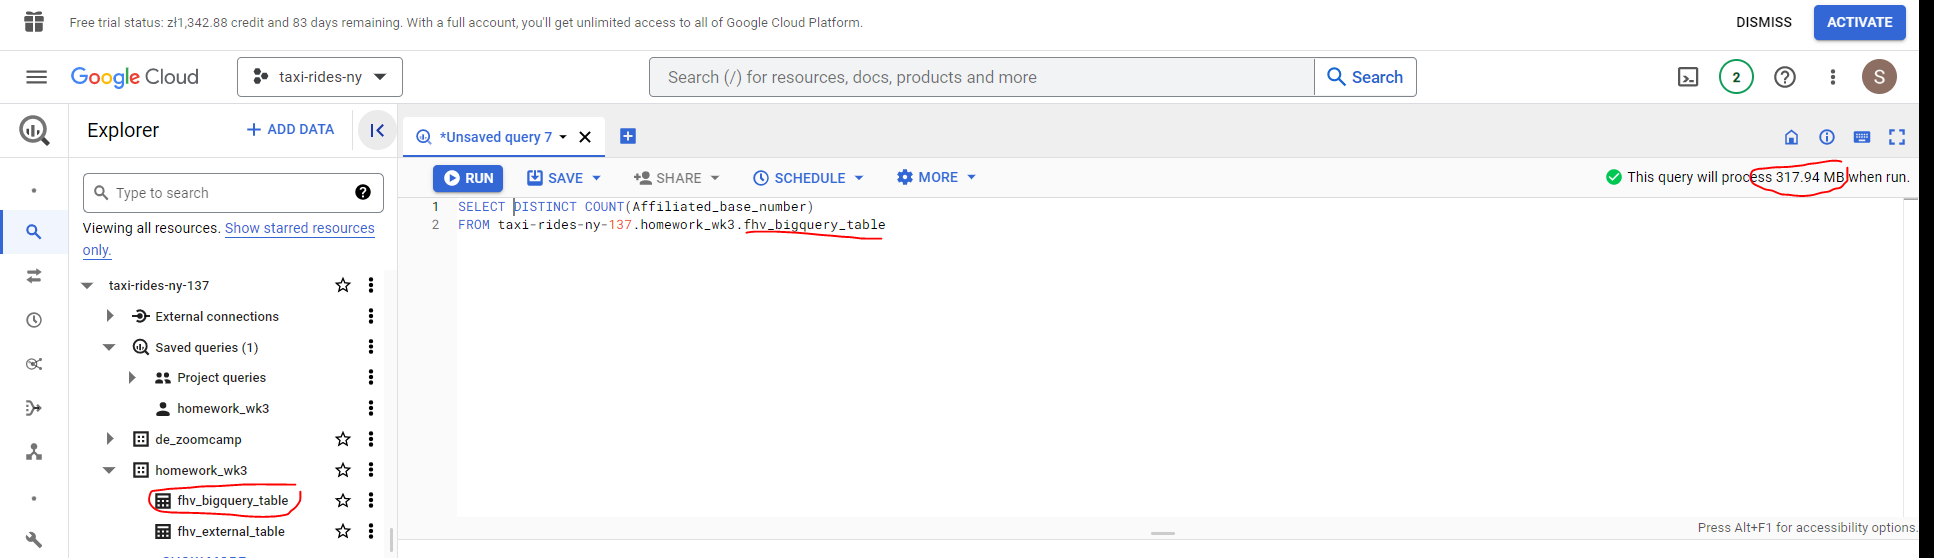 Free trial status: zł1,342.88 credit and 83 days remaining. With a full account, you'll get unlimited access to all of Google Cloud Platform.
DISMISS
ACTIVATE
Google Cloud
taxi-rides-ny
Search (/) for resources, docs, products and more
Search
2
S
Explorer
+ ADD DATA
*Unsaved query 7
RUN
SAVE
SHARE
SCHEDULE
MORE
This query will process 317.94 MB when run.
Type to search
Viewing all resources. Show starred resources
only.
1 SELECT DISTINCT COUNT(Affiliated_base_number)
2 FROM taxi-rides-ny-137.homework_wk3.fhv_bigquery_table
taxi-rides-ny-137
External connections
Saved queries (1)
Project queries
homework_wk3
de_zoomcamp
homework_wk3
fhv_bigquery_table
fhv_external_table
Press Alt+F1 for accessibility options.